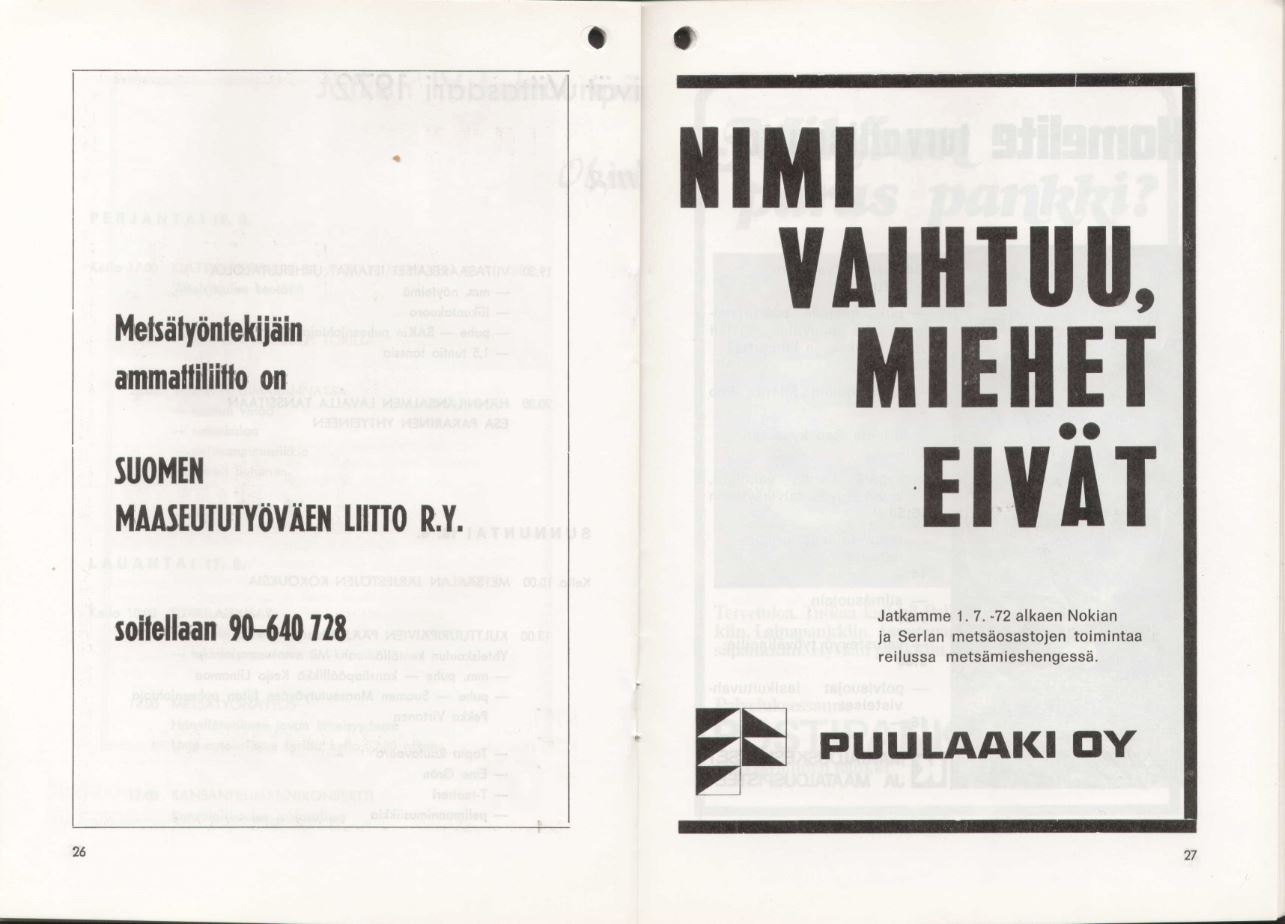 Metsätyöntekijäin
ammattiliitto on
SUOMEN
MAASEUTUTYÖVÄEN LIITTO R.Y.
soitellaan 90–640 728
26
NIMI
VAIHTUU,
MIEHET
EIVÄT
Jatkamme 1. 7. -72 alkaen Nokian
ja Serlan metsäosastojen toimintaa
reilussa metsämieshengessä.
PUULAAKI OY
27